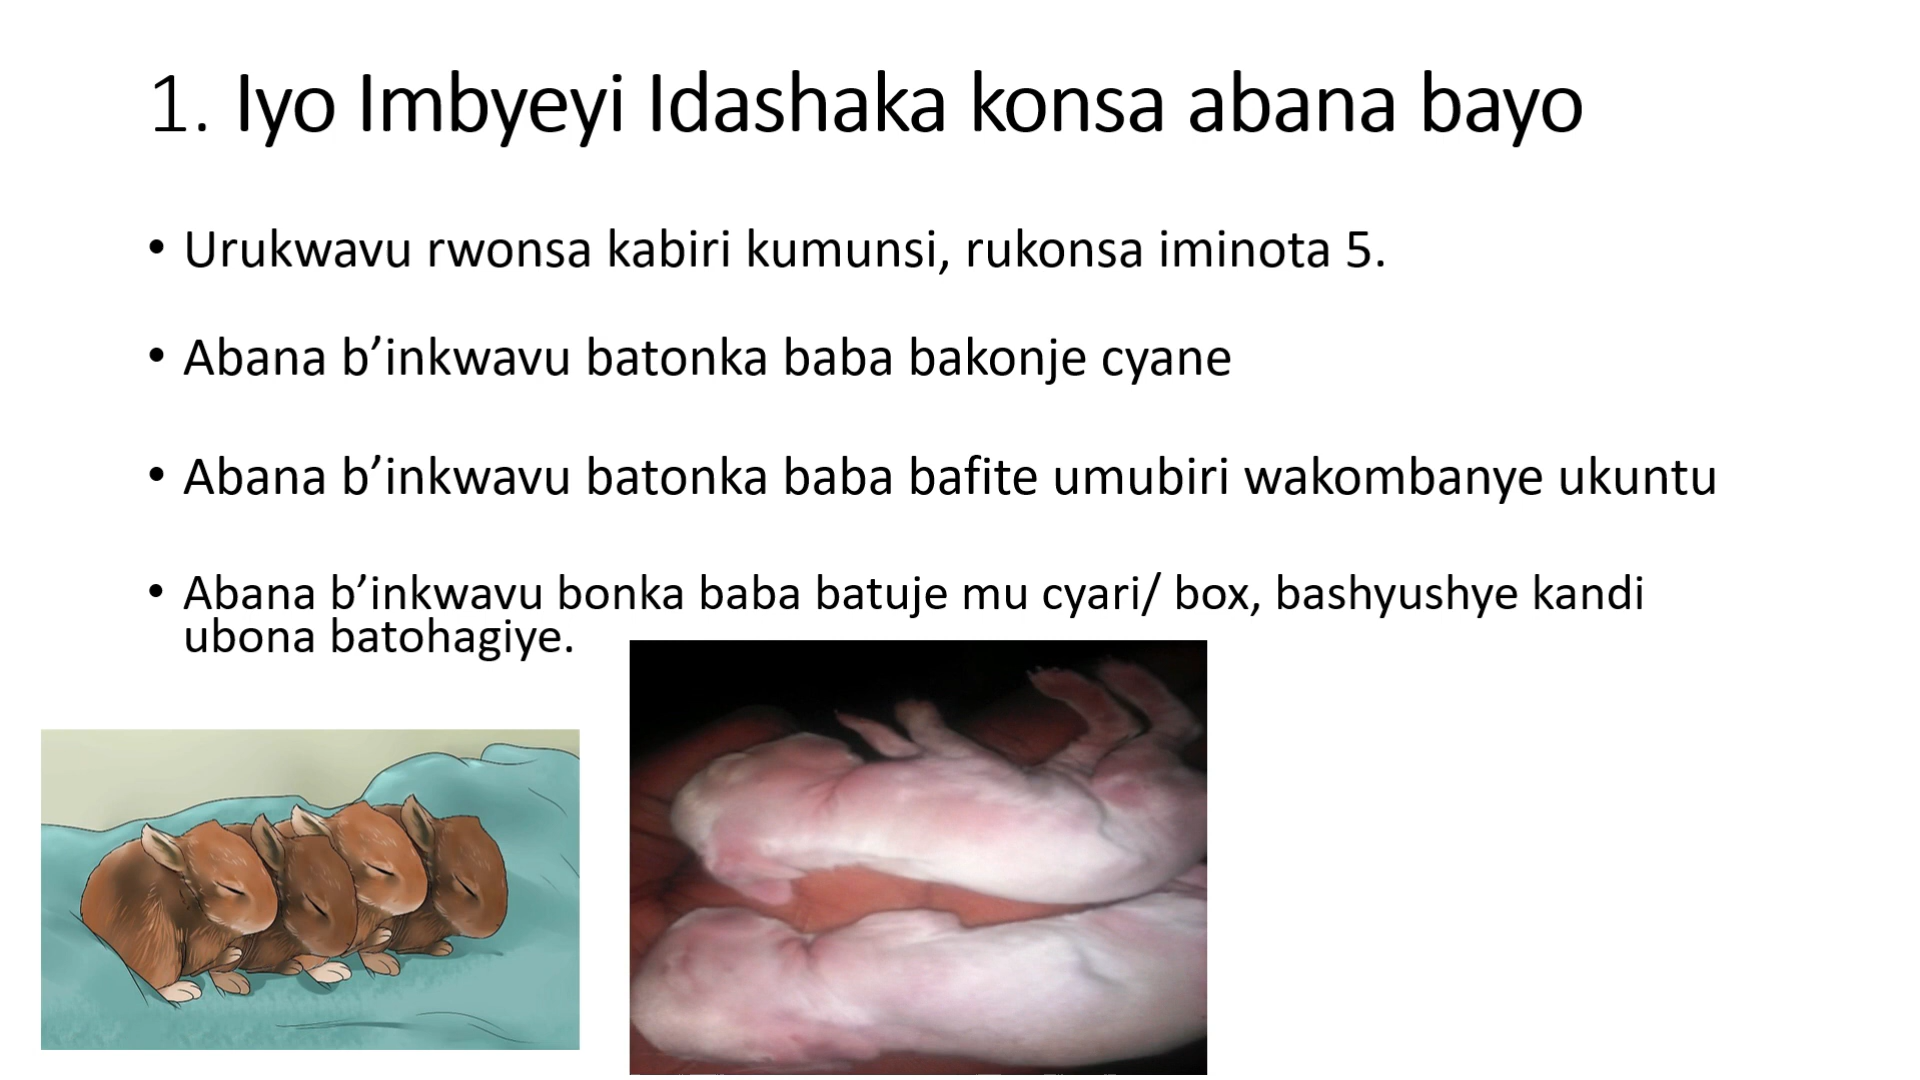 1. Iyo Imbyeyi Idashaka konsa abana bayo
• Urukwavu rwonsa kabiri kumunsi, rukonsa iminota 5.
• Abana b’inkwavu batonka baba bakonje cyane
• Abana b’inkwavu batonka baba bafite umubiri wakombanye ukuntu
• Abana b’inkwavu bonka baba batuje mu cyari/ box, bashyushye kandi
ubona batohagiye.